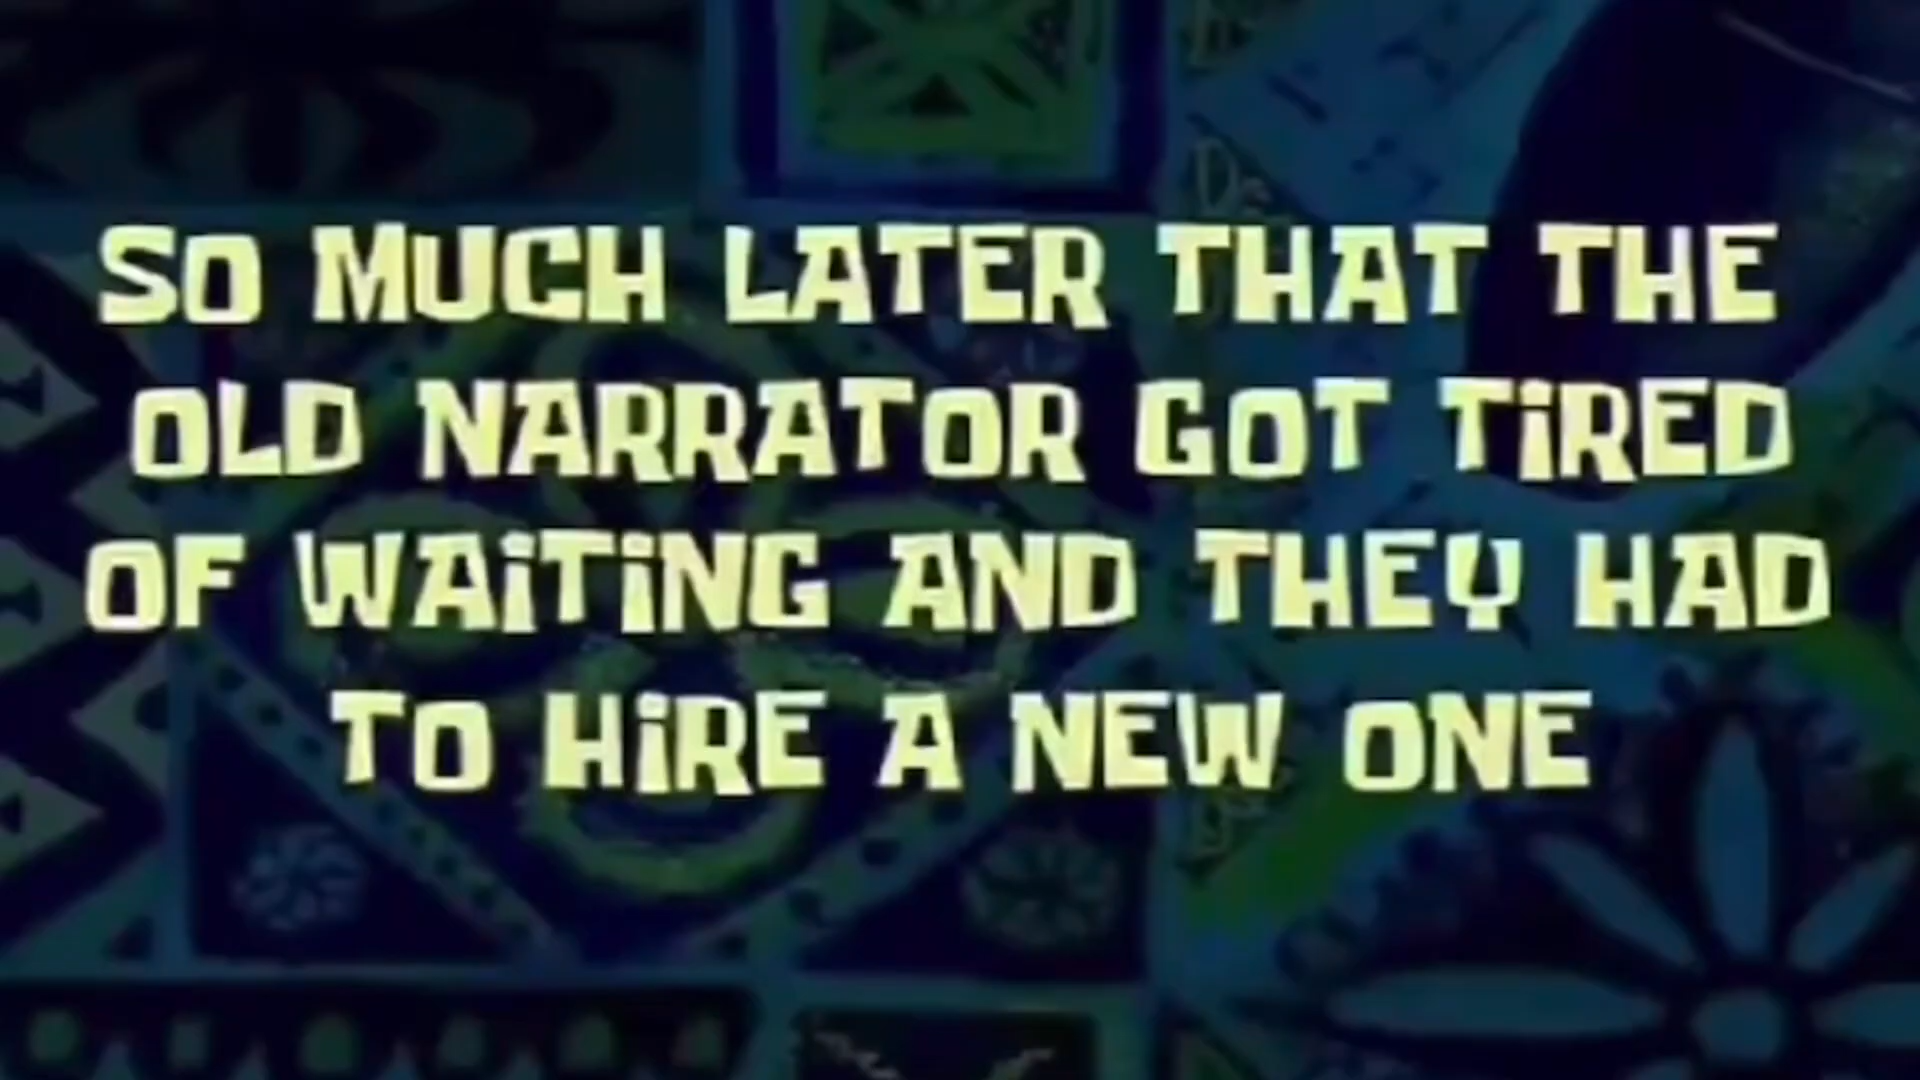 SO MUCH LATER THAT THE
OLD NARRATOR GOT TiRED
OF WAiTiNG AND THEY HAD
TO HiRE A NEW ONE